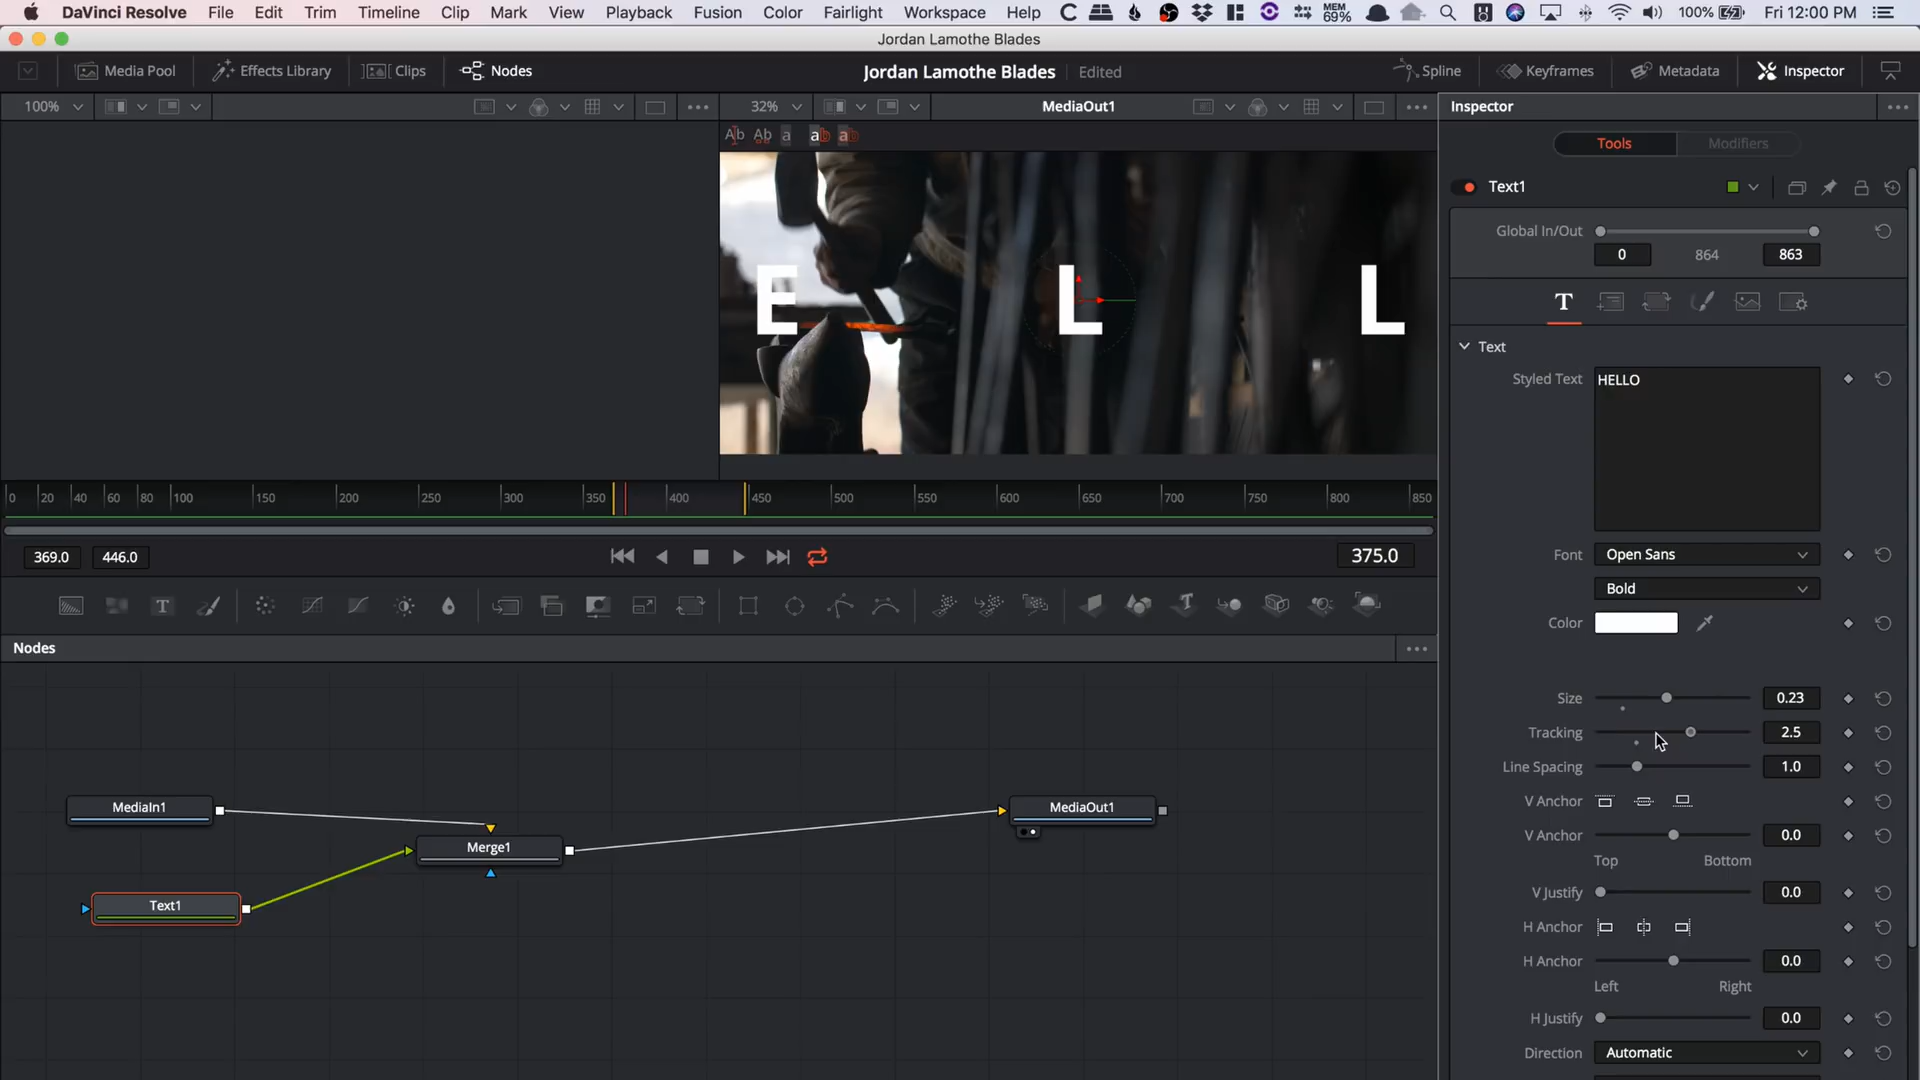 DaVinci Resolve File Edit Trim Timeline Clip Mark View Playback Fusion Color Fairlight Workspace Help MEM 69% 100% Fri 12:00 PM
Jordan Lamothe Blades
Media Pool Effects Library Clips Nodes Jordan Lamothe Blades Edited Spline Keyframes Metadata Inspector
100% 32% MediaOut1 Inspector
Ab Ab a ab ab
Tools Modifiers
Text1
Global In/Out
0 864 863
E L L
T
Text
Styled Text HELLO
0 20 40 60 80 100 150 200 250 300 350 400 450 500 550 600 650 700 750 800 850
369.0 446.0 375.0
Font Open Sans
Bold
Color
T T
Nodes
Size 0.23
Tracking 2.5
Line Spacing 1.0
V Anchor
V Anchor 0.0
Top Bottom
V Justify 0.0
H Anchor
H Anchor 0.0
Left Right
H Justify 0.0
Direction Automatic
MediaIn1
Merge1
MediaOut1
Text1